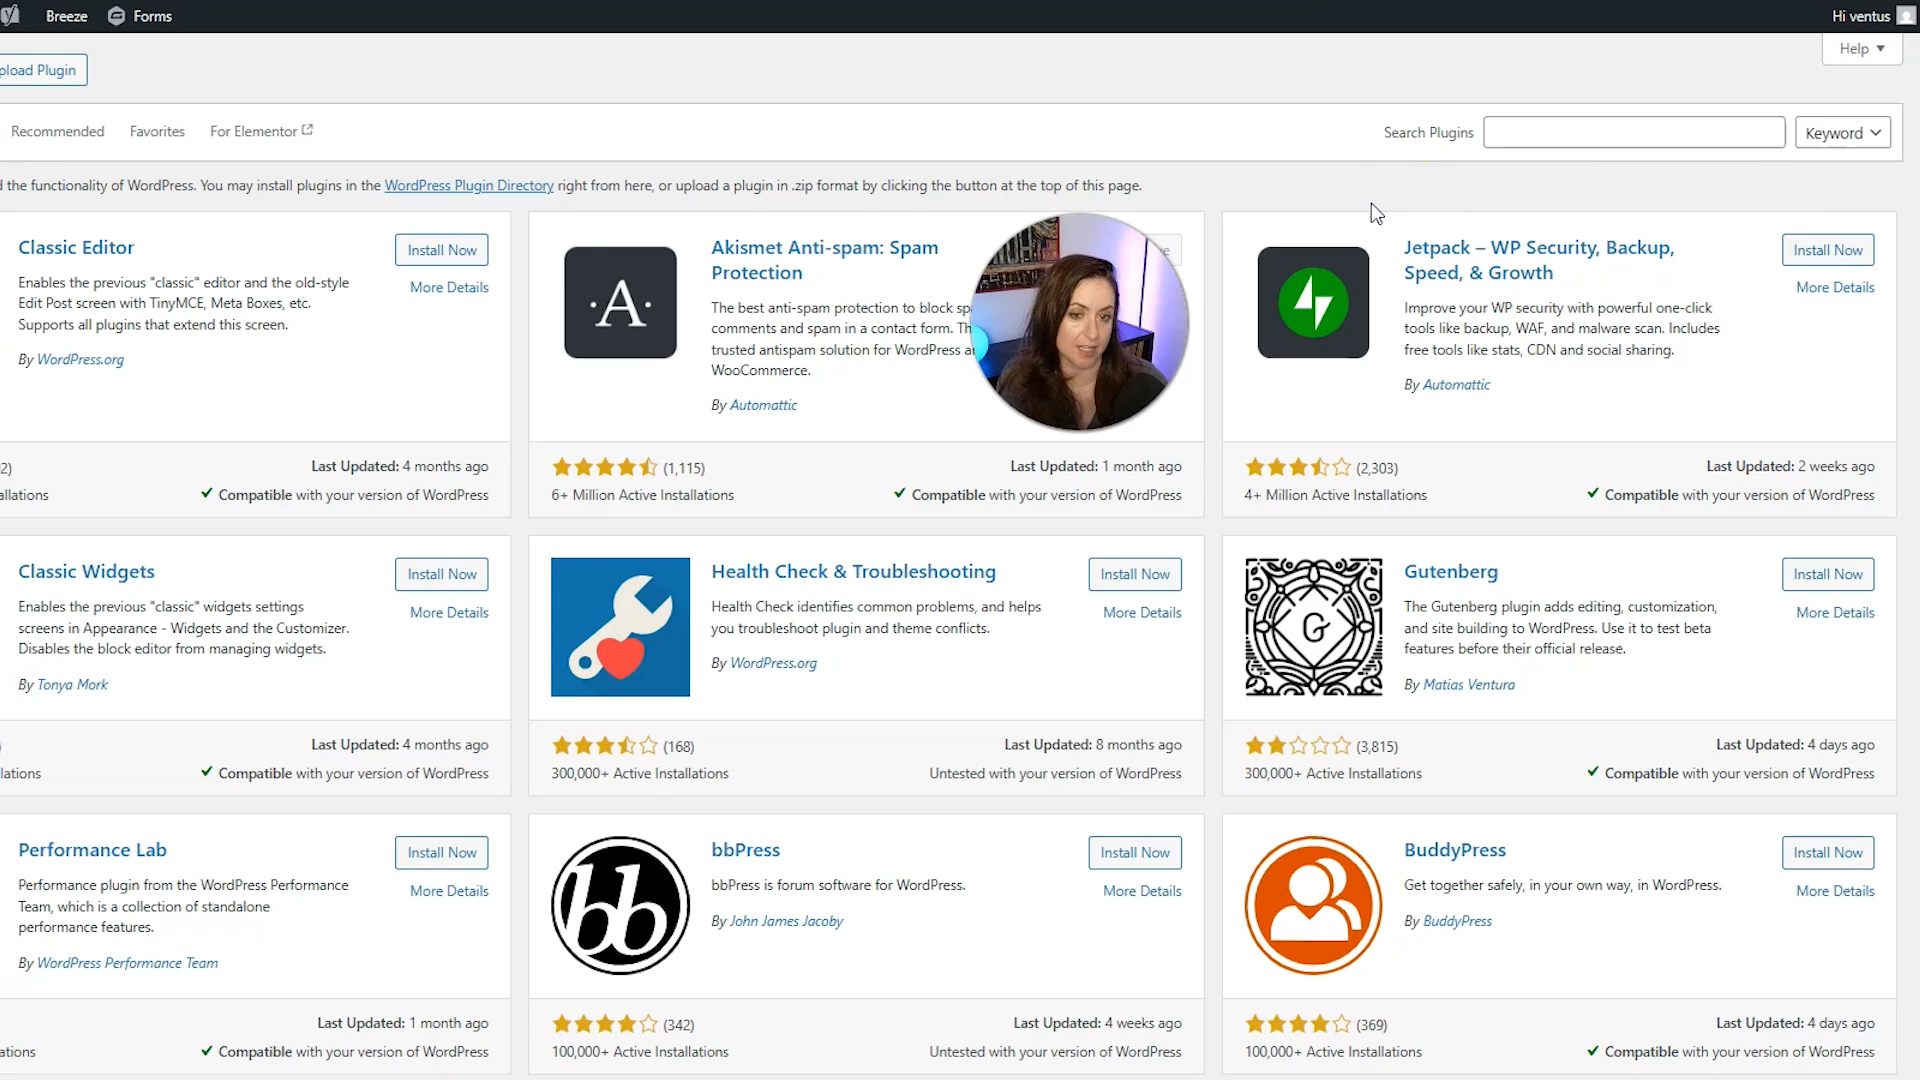 Breeze
Forms
Hi ventus
Help
pload Plugin
Recommended
Favorites
For Elementor
Search Plugins
Keyword
d the functionality of WordPress. You may install plugins in the WordPress Plugin Directory right from here, or upload a plugin in .zip format by clicking the button at the top of this page.
Classic Editor
Install Now
More Details
Enables the previous "classic" editor and the old-style
Edit Post screen with TinyMCE, Meta Boxes, etc.
Supports all plugins that extend this screen.
By WordPress.org
2)
Last Updated: 4 months ago
allations
Compatible with your version of WordPress
·A·
Akismet Anti-spam: Spam
Protection
The best anti-spam protection to block sp
comments and spam in a contact form. Th
trusted antispam solution for WordPress a
WooCommerce.
By Automattic
(1,115)
Last Updated: 1 month ago
6+ Million Active Installations
Compatible with your version of WordPress
Jetpack – WP Security, Backup,
Speed, & Growth
Install Now
More Details
Improve your WP security with powerful one-click
tools like backup, WAF, and malware scan. Includes
free tools like stats, CDN and social sharing.
By Automattic
(2,303)
Last Updated: 2 weeks ago
4+ Million Active Installations
Compatible with your version of WordPress
Classic Widgets
Install Now
More Details
Enables the previous "classic" widgets settings
screens in Appearance - Widgets and the Customizer.
Disables the block editor from managing widgets.
By Tonya Mork
)
Last Updated: 4 months ago
lations
Compatible with your version of WordPress
Health Check & Troubleshooting
Install Now
More Details
Health Check identifies common problems, and helps
you troubleshoot plugin and theme conflicts.
By WordPress.org
(168)
Last Updated: 8 months ago
300,000+ Active Installations
Untested with your version of WordPress
G
Gutenberg
Install Now
More Details
The Gutenberg plugin adds editing, customization,
and site building to WordPress. Use it to test beta
features before their official release.
By Matias Ventura
(3,815)
Last Updated: 4 days ago
300,000+ Active Installations
Compatible with your version of WordPress
Performance Lab
Install Now
More Details
Performance plugin from the WordPress Performance
Team, which is a collection of standalone
performance features.
By WordPress Performance Team
Last Updated: 1 month ago
ations
Compatible with your version of WordPress
bb
bbPress
Install Now
More Details
bbPress is forum software for WordPress.
By John James Jacoby
(342)
Last Updated: 4 weeks ago
100,000+ Active Installations
Untested with your version of WordPress
BuddyPress
Install Now
More Details
Get together safely, in your own way, in WordPress.
By BuddyPress
(369)
Last Updated: 4 days ago
100,000+ Active Installations
Compatible with your version of WordPress